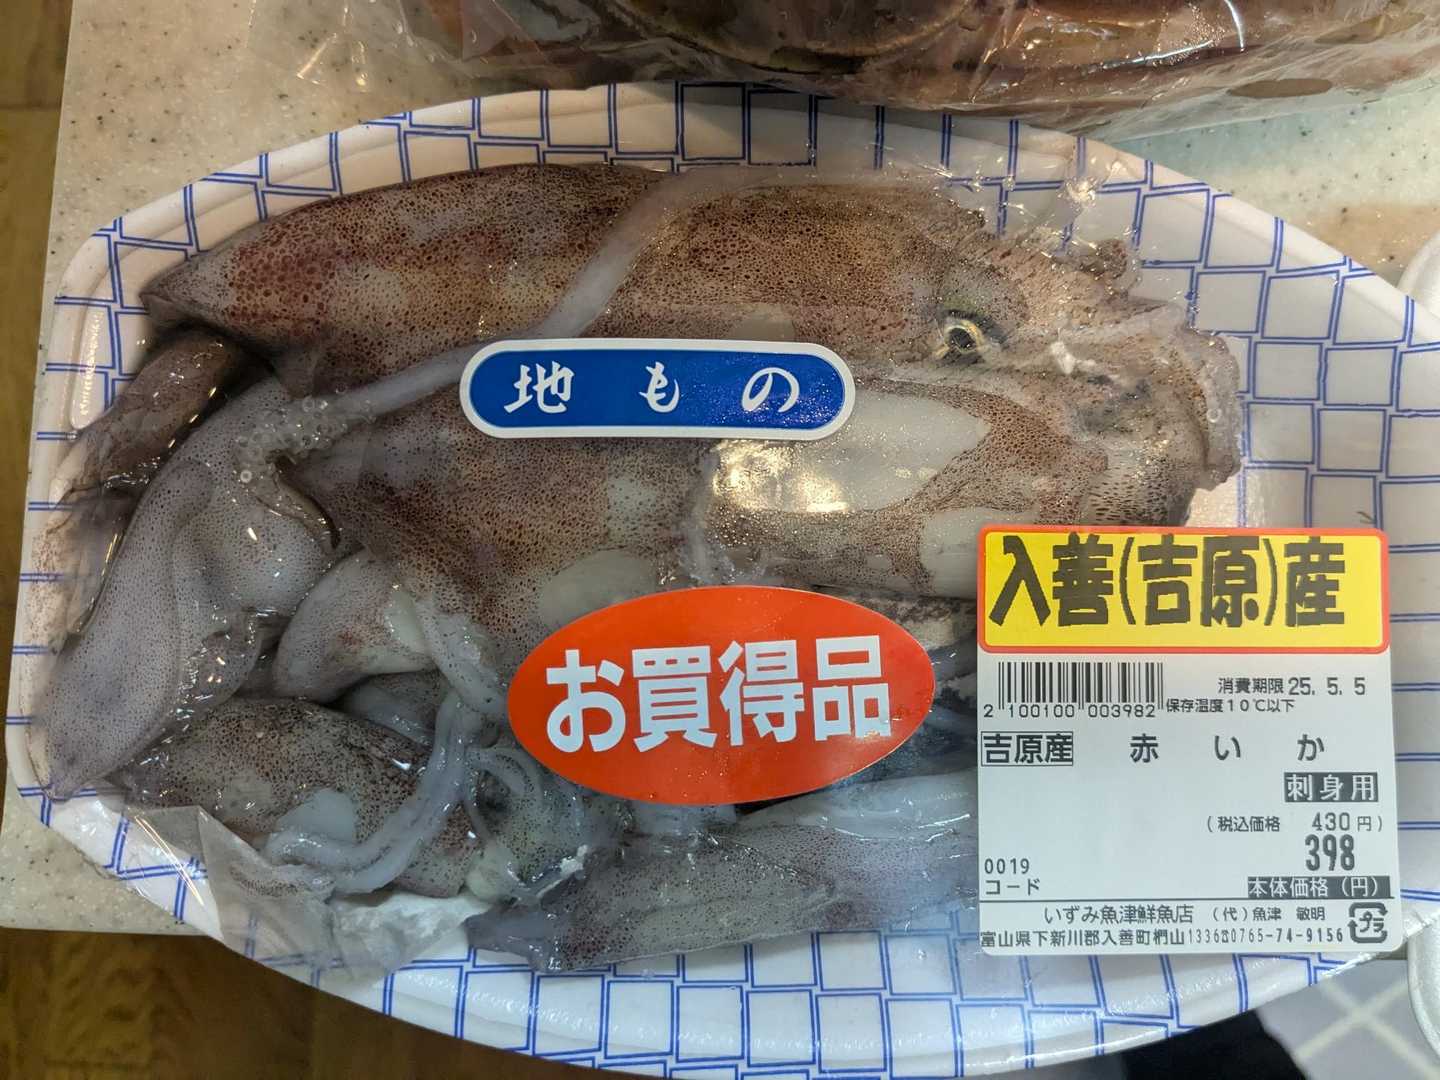 地もの
お買得品
入善(吉原)産
消費期限 25. 5. 5
2 100100 003982 保存温度10℃以下
吉原産 赤いか
刺身用
(税込価格 430円)
398
0019
コード
本体価格(円)
いずみ魚津鮮魚店 (代)魚津 敏明
富山県下新川郡入善町椚山1336☎0765-74-9156
プラ